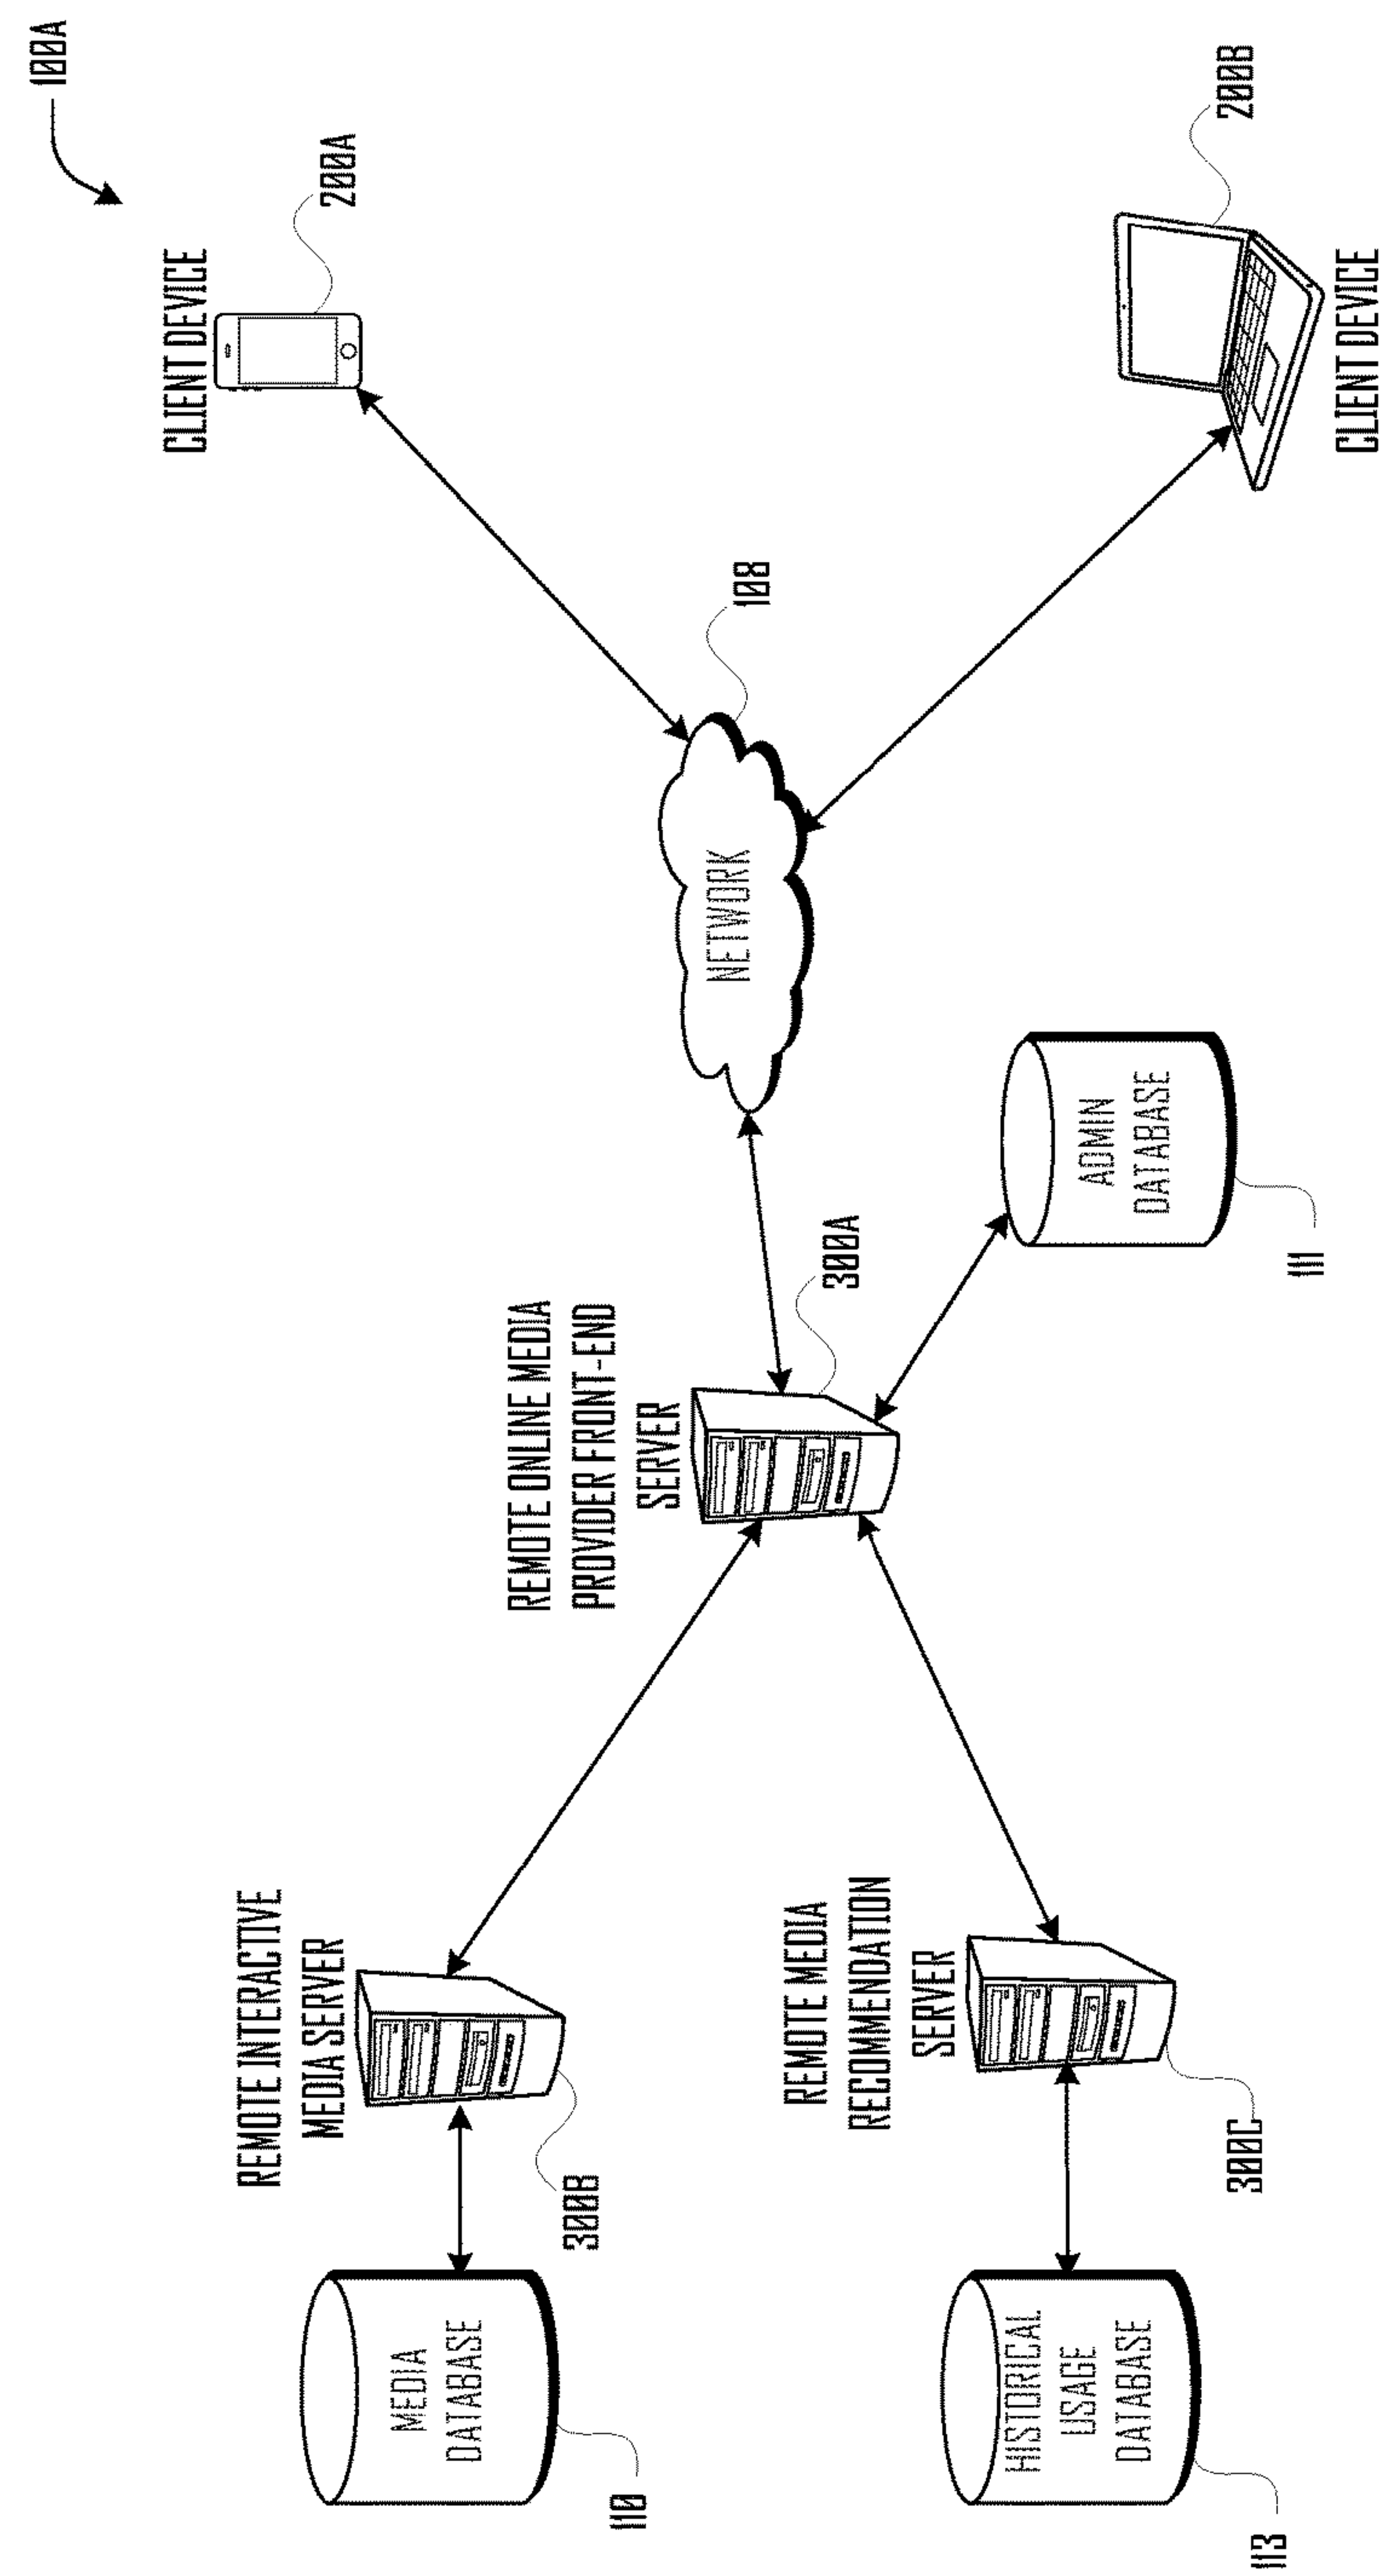 100A
CLIENT DEVICE
200A
REMOTE INTERACTIVE
MEDIA SERVER
MEDIA
DATABASE
300B
110
REMOTE ONLINE MEDIA
PROVIDER FRONT-END
SERVER
300A
NETWORK
108
REMOTE MEDIA
RECOMMENDATION
SERVER
HISTORICAL
USAGE
DATABASE
300C
113
ADMIN
DATABASE
111
200B
CLIENT DEVICE